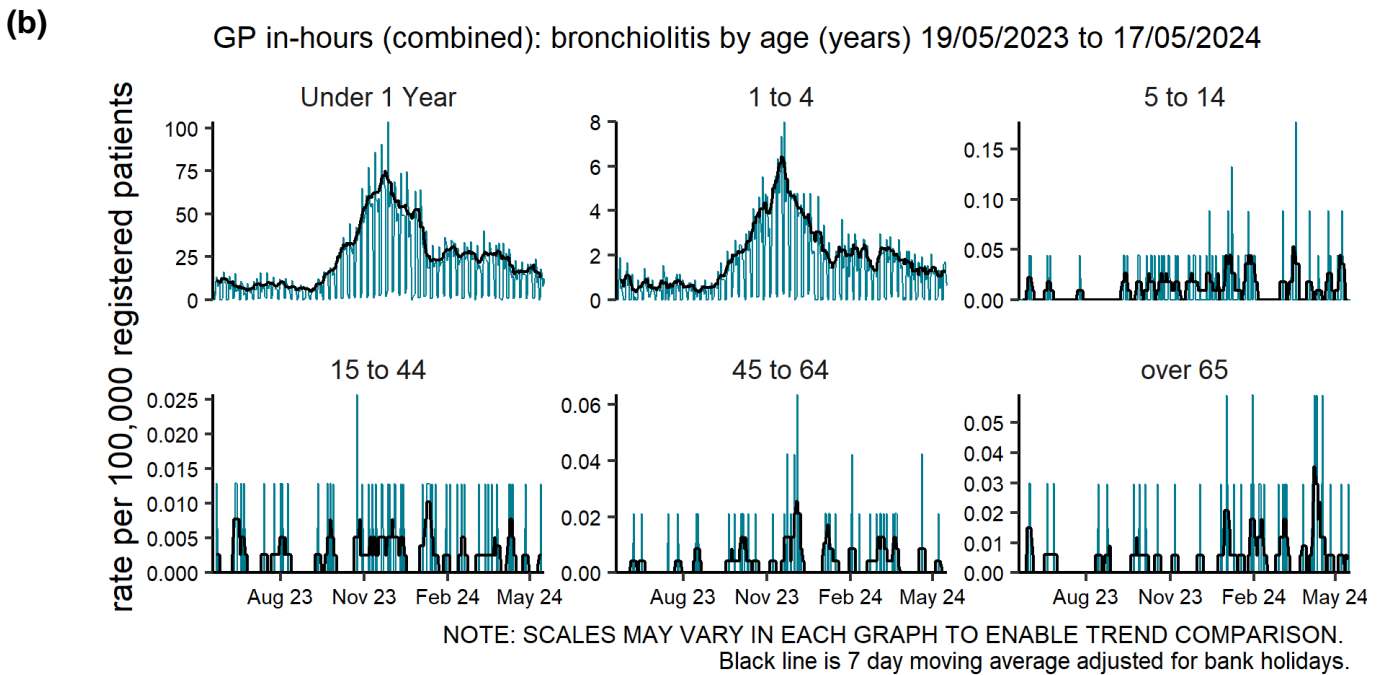 (b)
GP in-hours (combined): bronchiolitis by age (years) 19/05/2023 to 17/05/2024
rate per 100,000 registered patients
Under 1 Year
100
75
50
25
0
1 to 4
8
6
4
2
0
5 to 14
0.15
0.10
0.05
0.00
15 to 44
0.025
0.020
0.015
0.010
0.005
0.000
Aug 23 Nov 23 Feb 24 May 24
45 to 64
0.06
0.04
0.02
0.00
Aug 23 Nov 23 Feb 24 May 24
over 65
0.05
0.04
0.03
0.02
0.01
0.00
Aug 23 Nov 23 Feb 24 May 24
NOTE: SCALES MAY VARY IN EACH GRAPH TO ENABLE TREND COMPARISON.
Black line is 7 day moving average adjusted for bank holidays.